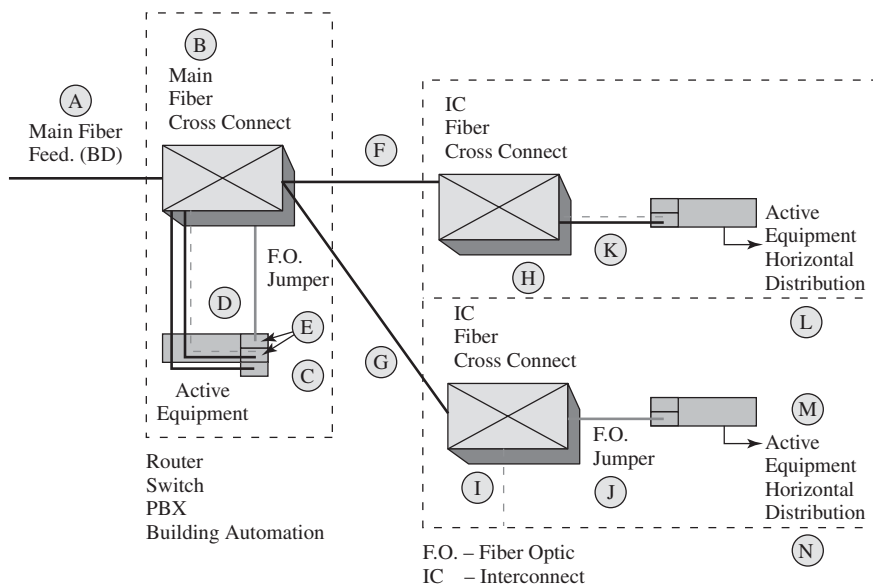 B
Main
Fiber
Cross Connect
A
Main Fiber
Feed. (BD)
F
IC
Fiber
Cross Connect
Active
Equipment
Horizontal
Distribution
K
H
F.O.
Jumper
D
E
C
Active
Equipment
G
L
IC
Fiber
Cross Connect
M
F.O.
Jumper
Active
Equipment
Horizontal
Distribution
I
J
Router
Switch
PBX
Building Automation
N
F.O. – Fiber Optic
IC – Interconnect